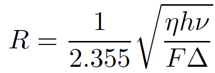 R = \frac{1}{2.355} \sqrt{\frac{\eta h \nu}{F \Delta}}